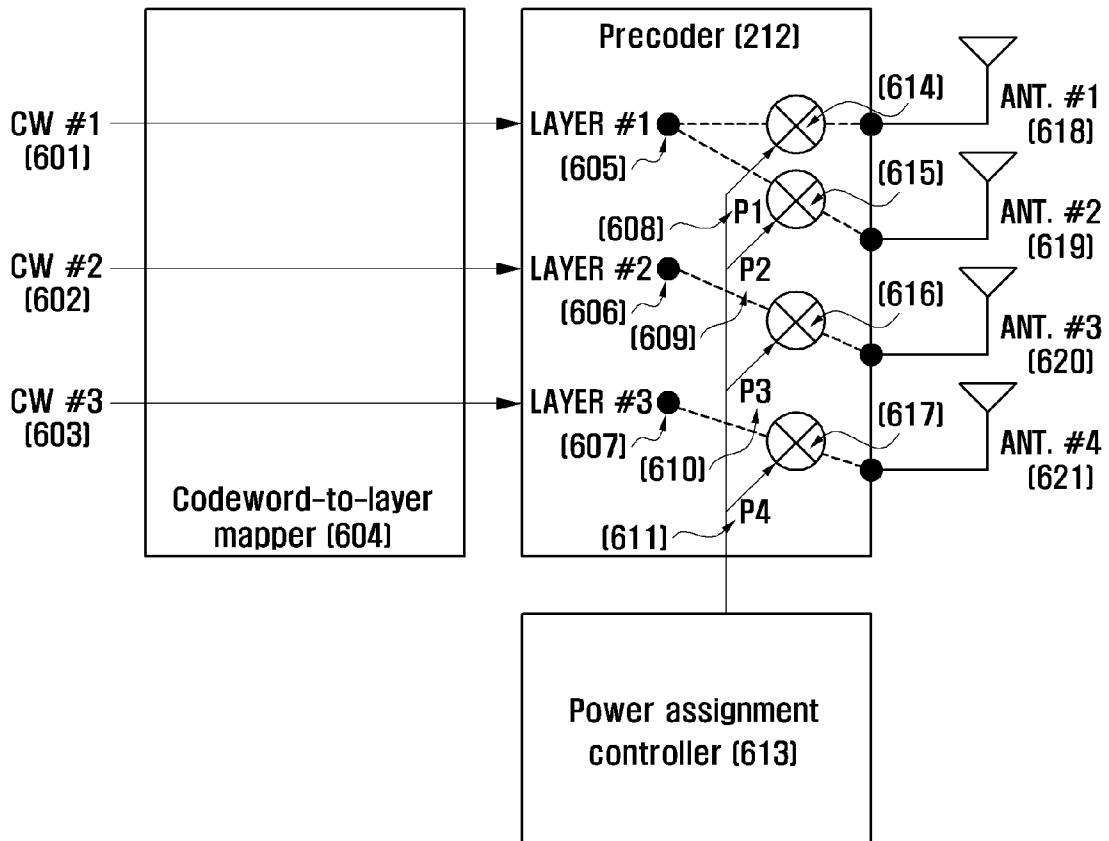 Precoder (212)
(614)
ANT. #1
(618)
CW #1
(601)
LAYER #1
(605)
(615)
(608)
P1
ANT. #2
(619)
CW #2
(602)
LAYER #2
(606)
P2
(609)
(616)
ANT. #3
(620)
CW #3
(603)
LAYER #3
(607)
P3
(610)
(617)
ANT. #4
(621)
Codeword-to-layer
mapper (604)
P4
(611)
Power assignment
controller (613)